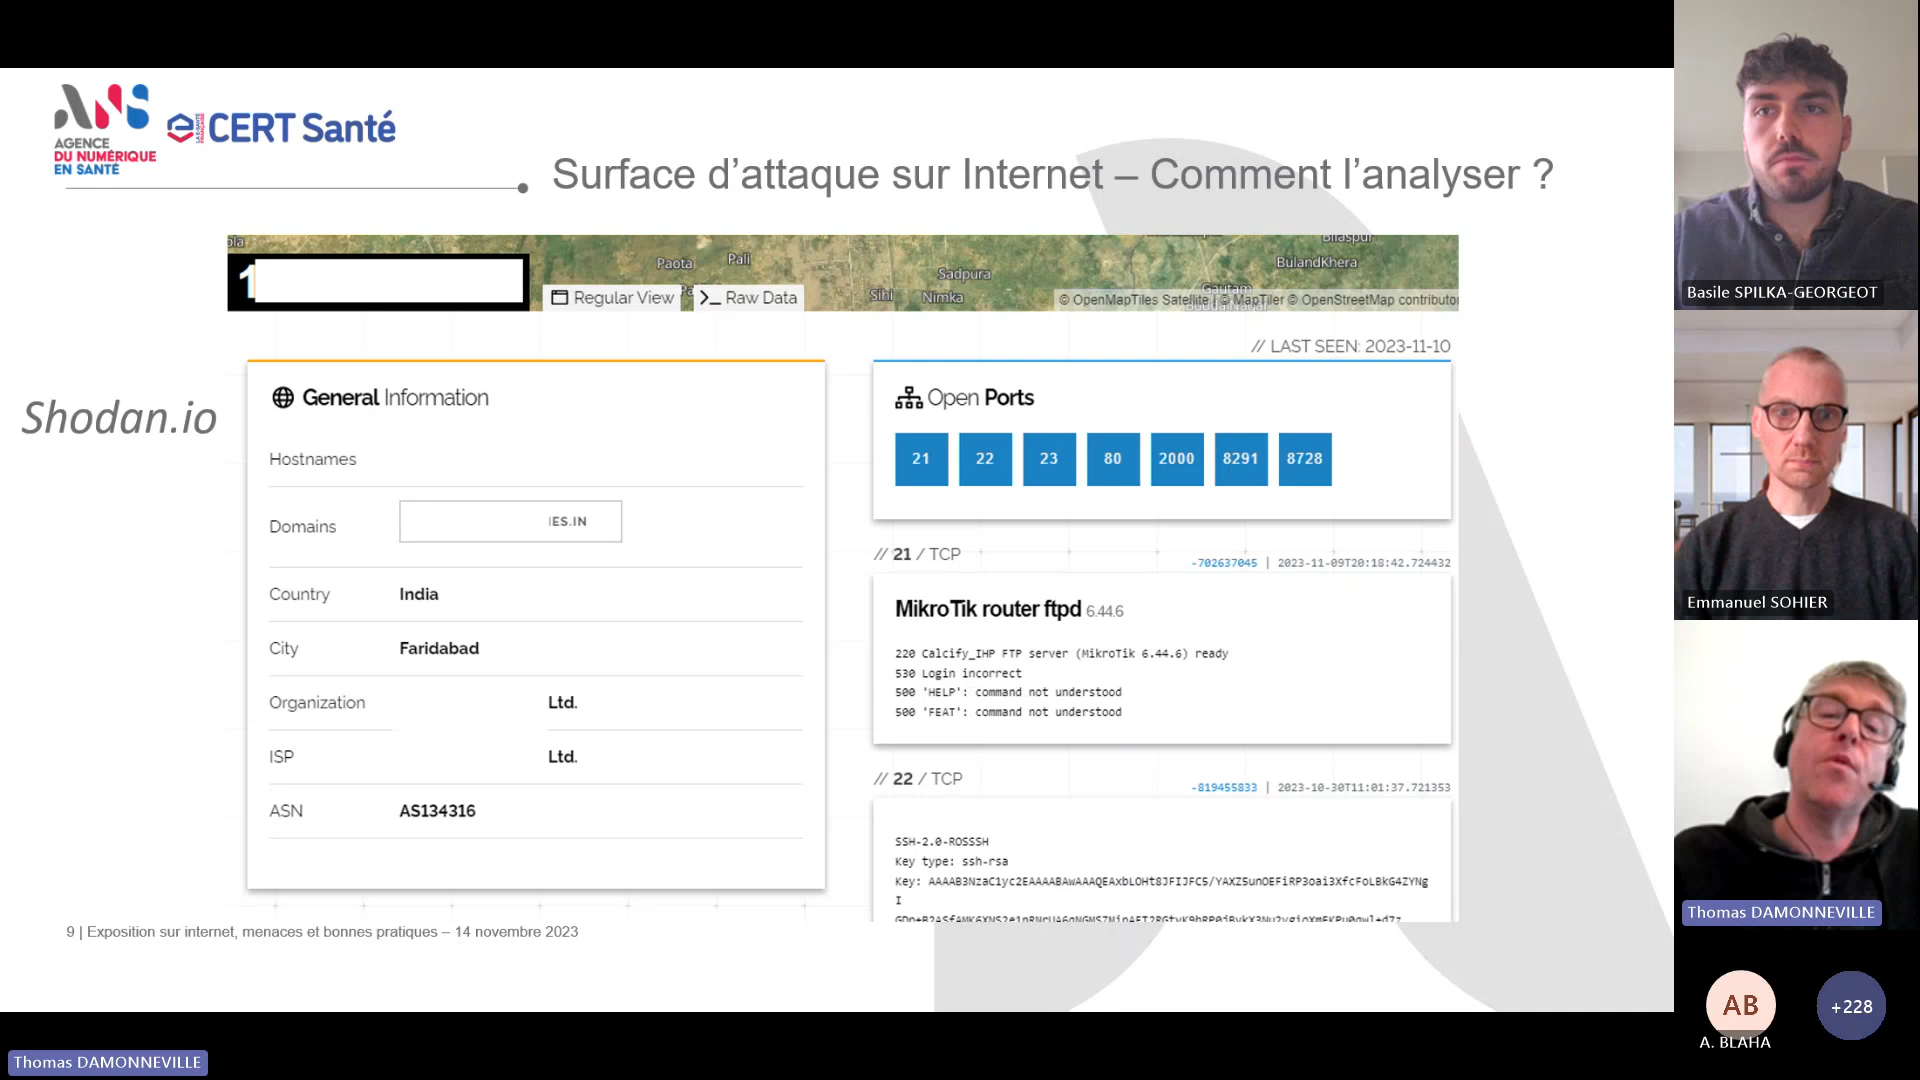 AGENCE
DU NUMÉRIQUE
EN SANTÉ
CERT Santé
Surface d’attaque sur Internet – Comment l’analyser ?
Paota
Pali
Sadpura
Sihi
Nimka
BulandKhera
Bilaspur
Gautam
1
Regular View
Raw Data
© OpenMapTiles Satellite | © MapTiler © OpenStreetMap contributor
// LAST SEEN: 2023-11-10
Shodan.io
General Information
Hostnames
Domains
ES.IN
Country India
City Faridabad
Organization Ltd.
ISP Ltd.
ASN AS134316
Open Ports
21 22 23 80 2000 8291 8728
// 21 / TCP
-702637045 | 2023-11-09T20:18:42.724432
MikroTik router ftpd 6.44.6
220 Calcify_IHP FTP server (MikroTik 6.44.6) ready
530 Login incorrect
500 'HELP': command not understood
500 'FEAT': command not understood
// 22 / TCP
-819455833 | 2023-10-30T11:01:37.721353
SSH-2.0-ROSSSH
Key type: ssh-rsa
Key:
9 | Exposition sur internet, menaces et bonnes pratiques – 14 novembre 2023
Basile SPILKA-GEORGEOT
Emmanuel SOHIER
Thomas DAMONNEVILLE
AB
+228
A. BLAHA
Thomas DAMONNEVILLE